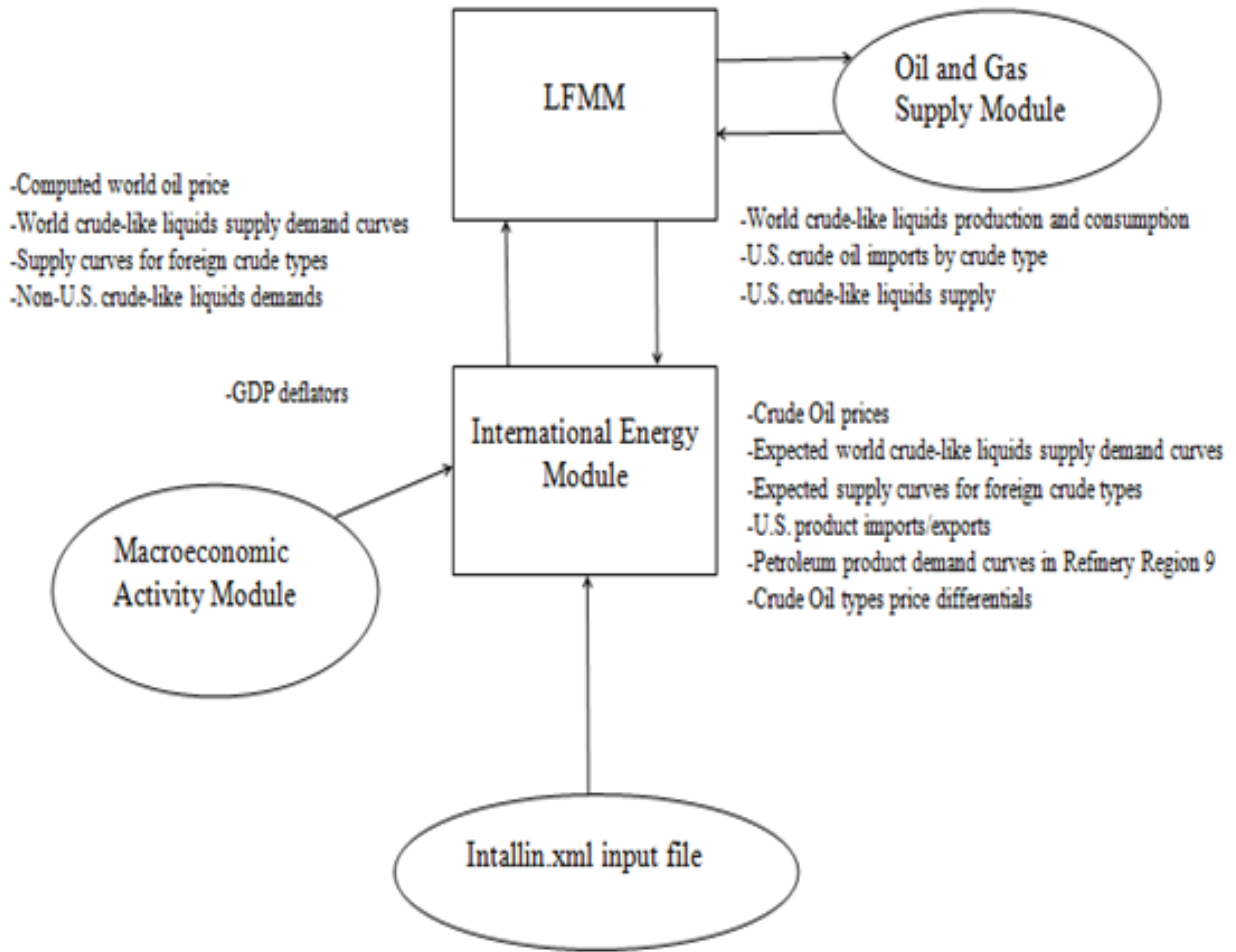 LFMM
Oil and Gas
Supply Module
-Computed world oil price
-World crude-like liquids supply demand curves
-Supply curves for foreign crude types
-Non-U.S. crude-like liquids demands
-World crude-like liquids production and consumption
-U.S. crude oil imports by crude type
-U.S. crude-like liquids supply
-GDP deflators
International Energy
Module
-Crude Oil prices
-Expected world crude-like liquids supply demand curves
-Expected supply curves for foreign crude types
-U.S. product imports/exports
-Petroleum product demand curves in Refinery Region 9
-Crude Oil types price differentials
Macroeconomic
Activity Module
Intallin.xml input file